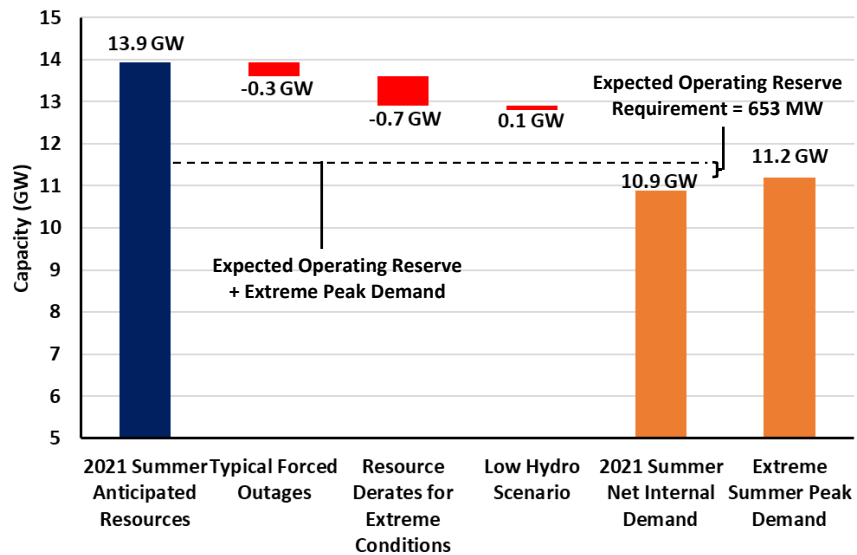 15
14
13
12
11
10
9
8
7
6
5
Capacity (GW)
13.9 GW
-0.3 GW
-0.7 GW
0.1 GW
Expected Operating Reserve
Requirement = 653 MW
10.9 GW
11.2 GW
Expected Operating Reserve
+ Extreme Peak Demand
2021 Summer
Anticipated
Resources
Typical Forced
Outages
Resource
Derates for
Extreme
Conditions
Low Hydro
Scenario
2021 Summer
Net Internal
Demand
Extreme
Summer Peak
Demand